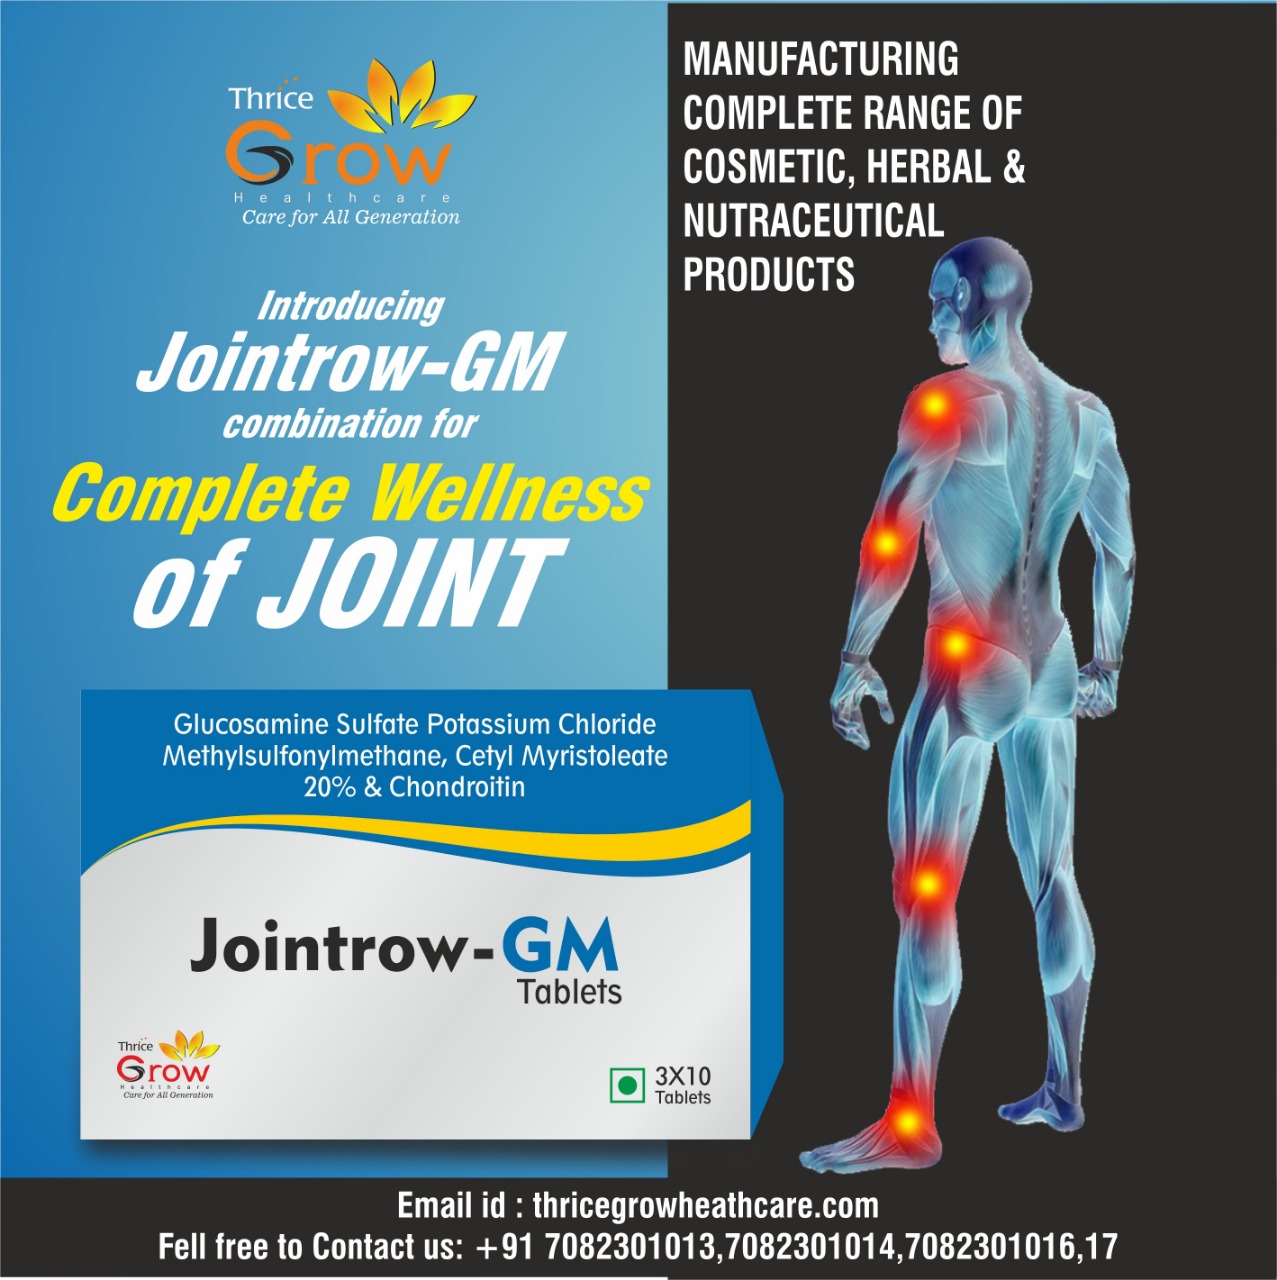 Thrice
Grow
Healthcare
Care for All Generation
Introducing
Jointrow-GM
combination for
Complete Wellness
of JOINT
MANUFACTURING
COMPLETE RANGE OF
COSMETIC, HERBAL &
NUTRACEUTICAL
PRODUCTS
Glucosamine Sulfate Potassium Chloride
Methylsulfonylmethane, Cetyl Myristoleate
20% & Chondroitin
Jointrow-GM
Tablets
Thrice
Grow
Healthcare
Care for All Generation
3X10
Tablets
Email id : thricegrowheathcare.com
Fell free to Contact us: +91 7082301013,7082301014,7082301016,17